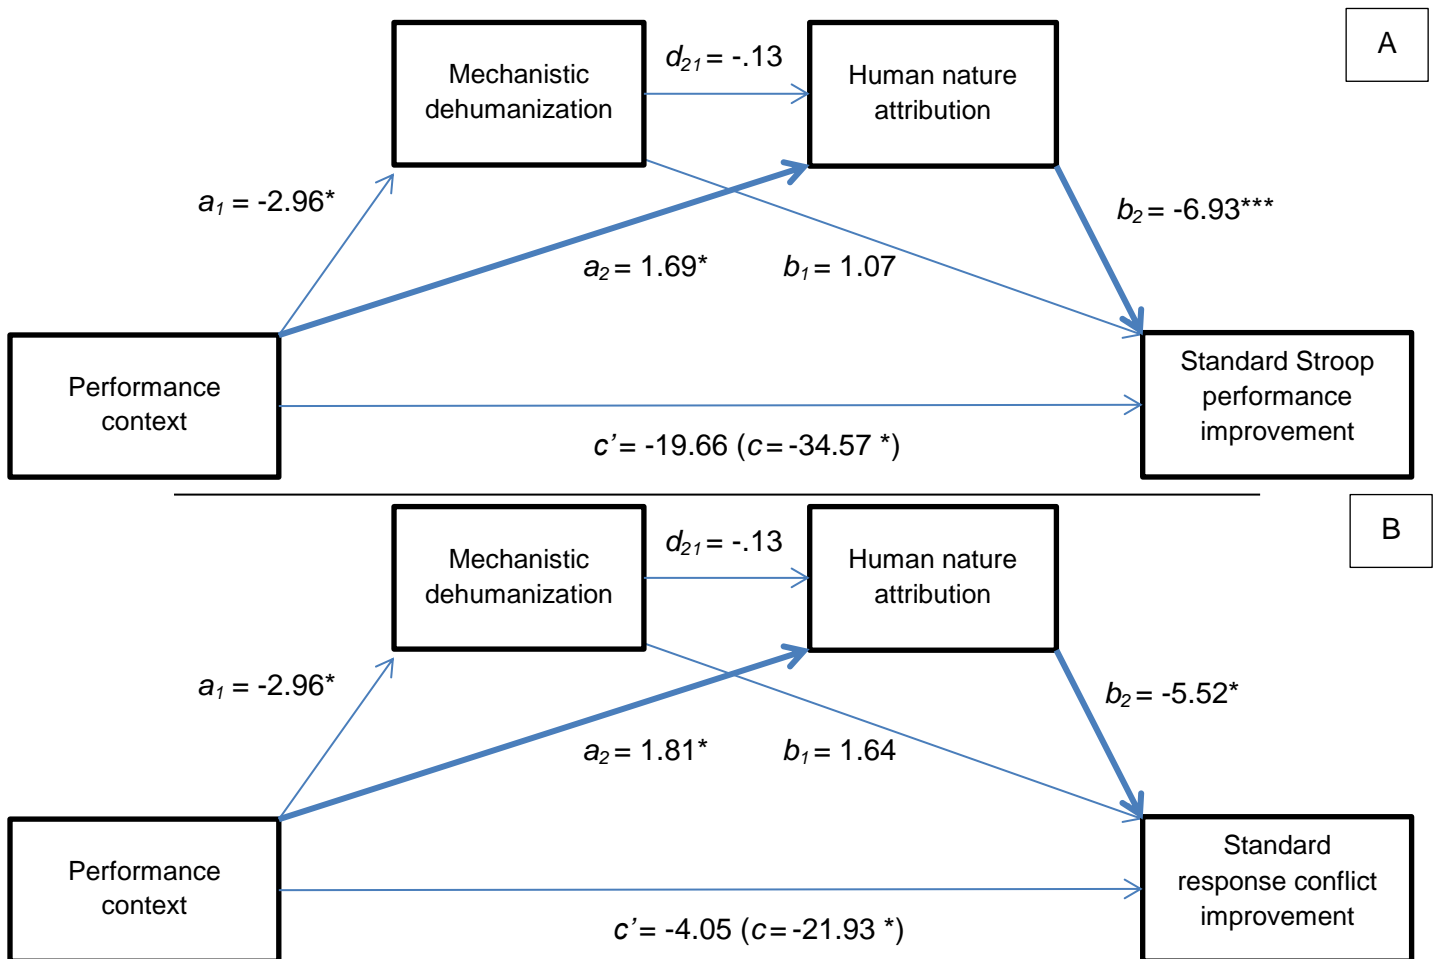 A
Mechanistic
dehumanization
d21 = -.13
Human nature
attribution
a1 = -2.96*
b2 = -6.93***
a2 = 1.69*
b1 = 1.07
Performance
context
Standard Stroop
performance
improvement
c’= -19.66 (c= -34.57 *)
B
Mechanistic
dehumanization
d21 = -.13
Human nature
attribution
a1 = -2.96*
b2 = -5.52*
a2 = 1.81*
b1 = 1.64
Performance
context
Standard
response conflict
improvement
c’= -4.05 (c= -21.93 *)